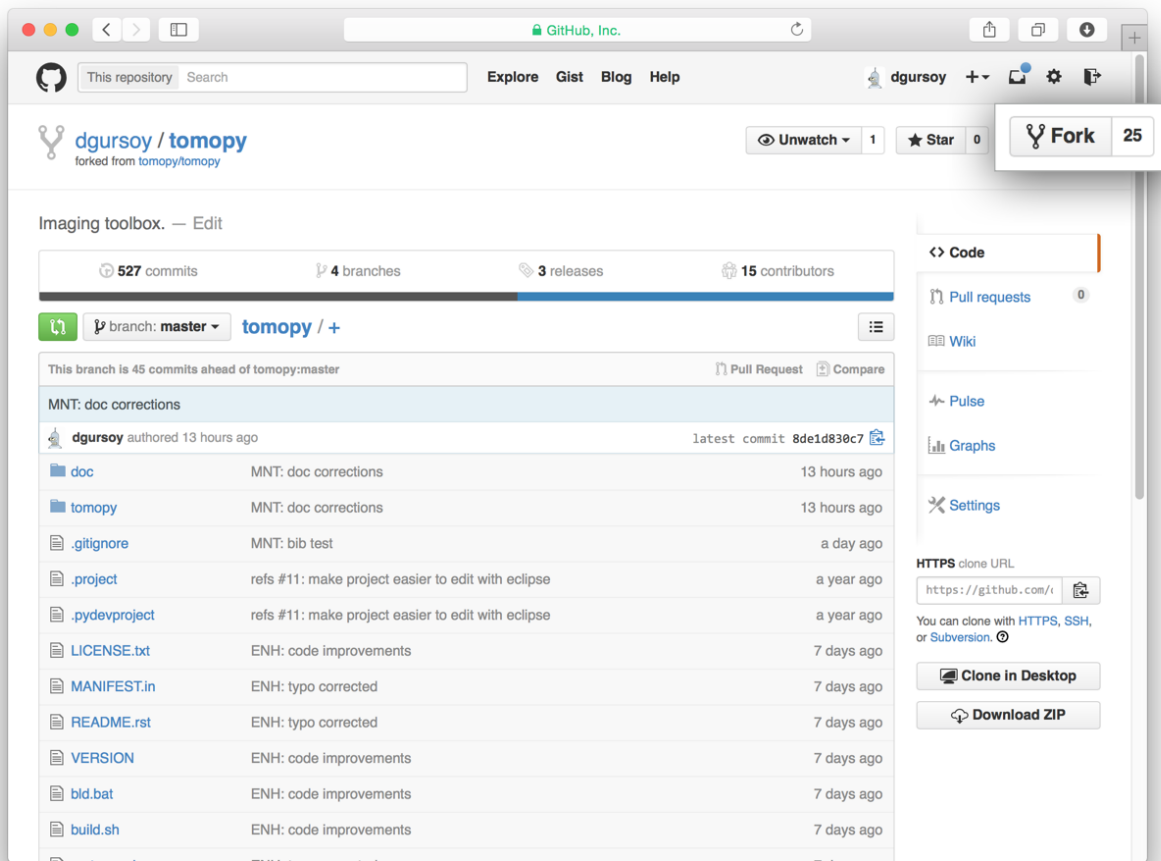 GitHub, Inc.
This repository Search Explore Gist Blog Help dgursoy
dgursoy / tomopy
forked from tomopy/tomopy
Unwatch 1 Star 0 Fork 25
Imaging toolbox. — Edit
527 commits 4 branches 3 releases 15 contributors
branch: master tomopy / +
This branch is 45 commits ahead of tomopy:master Pull Request Compare
MNT: doc corrections
dgursoy authored 13 hours ago latest commit 8de1d830c7
doc MNT: doc corrections 13 hours ago
tomopy MNT: doc corrections 13 hours ago
.gitignore MNT: bib test a day ago
.project refs #11: make project easier to edit with eclipse a year ago
.pydevproject refs #11: make project easier to edit with eclipse a year ago
LICENSE.txt ENH: code improvements 7 days ago
MANIFEST.in ENH: typo corrected 7 days ago
README.rst ENH: typo corrected 7 days ago
VERSION ENH: code improvements 7 days ago
bld.bat ENH: code improvements 7 days ago
build.sh ENH: code improvements 7 days ago
Code
Pull requests 0
Wiki
Pulse
Graphs
Settings
HTTPS clone URL
https://github.com/
You can clone with HTTPS, SSH,
or Subversion.
Clone in Desktop
Download ZIP